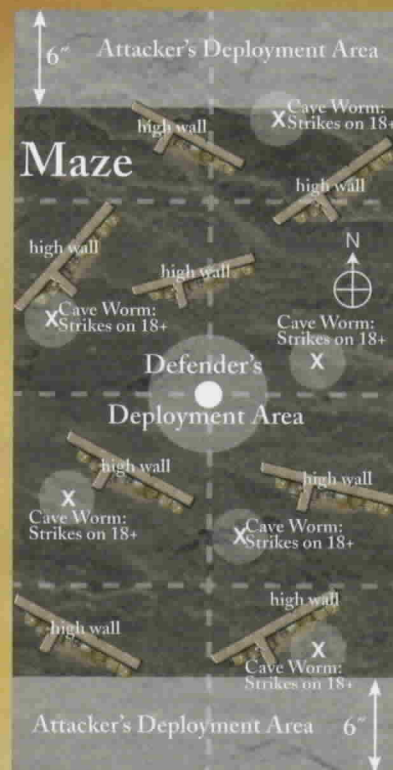 6"
Attacker's Deployment Area
high wall
Cave Worm:
Strikes on 18+
X
Maze
high wall
high wall
high wall
N
X
Cave Worm:
Strikes on 18+
Cave Worm:
Strikes on 18+
X
Defender's
Deployment Area
high wall
high wall
X
Cave Worm:
Strikes on 18+
X
Cave Worm:
Strikes on 18+
high wall
high wall
X
Cave Worm:
Strikes on 18+
Attacker's Deployment Area
6"